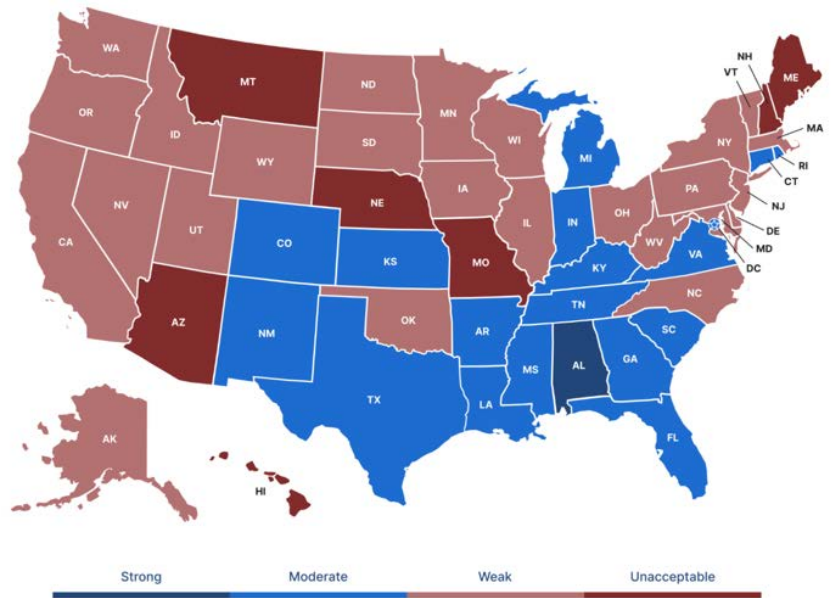 WA
MT
ND
OR
ID
MN
NH
VT
ME
SD
WI
NY
MA
WY
MI
RI
CT
IA
PA
NJ
NE
NV
UT
IL
IN
OH
DE
CA
CO
WV
MD
VA
DC
KS
MO
KY
NC
TN
AZ
OK
NM
AR
SC
MS
AL
GA
TX
LA
FL
AK
HI
Strong Moderate Weak Unacceptable